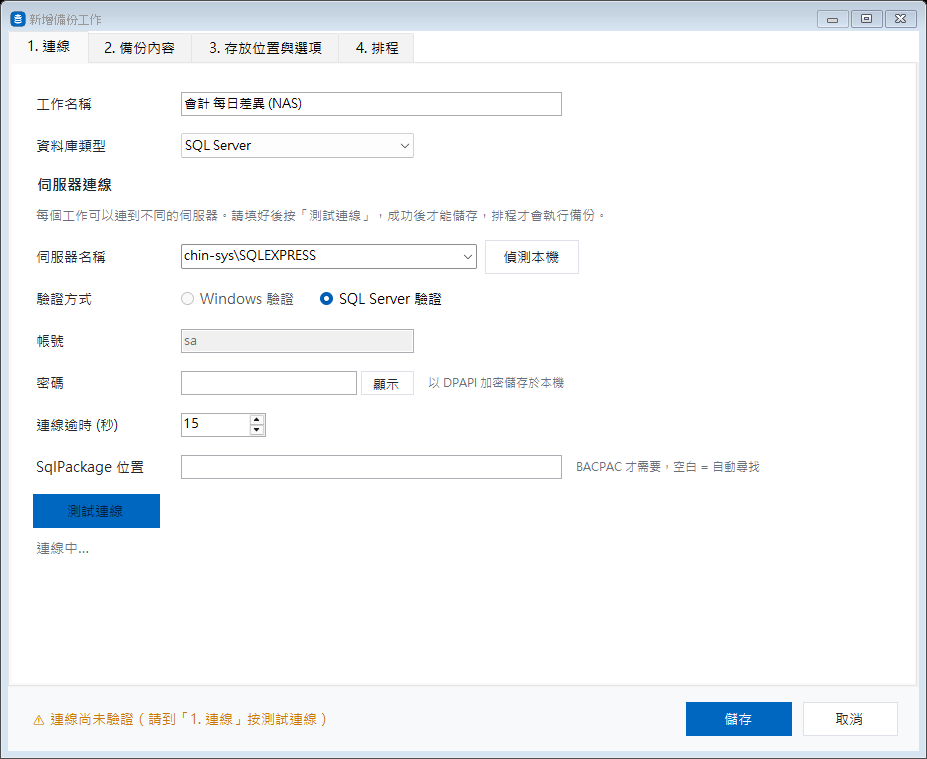 新增備份工作
1. 連線 2. 備份內容 3. 存放位置與選項 4. 排程
工作名稱 會計 每日差異 (NAS)
資料庫類型 SQL Server
伺服器連線
每個工作可以連到不同的伺服器。請填好後按「測試連線」，成功後才能儲存，排程才會執行備份。
伺服器名稱 chin-sys\SQLEXPRESS 偵測本機
驗證方式 Windows 驗證 SQL Server 驗證
帳號 sa
密碼 顯示 以 DPAPI 加密儲存於本機
連線逾時 (秒) 15
SqlPackage 位置 BACPAC 才需要，空白 = 自動尋找
測試連線
連線中...
⚠ 連線尚未驗證（請到「1. 連線」按測試連線） 儲存 取消